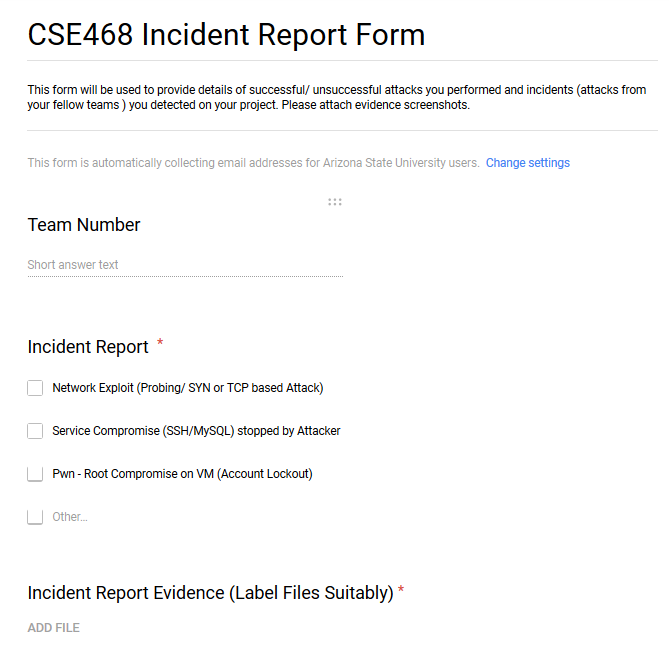 CSE468 Incident Report Form
This form will be used to provide details of successful/ unsuccessful attacks you performed and incidents (attacks from
your fellow teams ) you detected on your project. Please attach evidence screenshots.
This form is automatically collecting email addresses for Arizona State University users. Change settings
Team Number
Short answer text
Incident Report *
Network Exploit (Probing/ SYN or TCP based Attack)
Service Compromise (SSH/MySQL) stopped by Attacker
Pwn - Root Compromise on VM (Account Lockout)
Other...
Incident Report Evidence (Label Files Suitably) *
ADD FILE